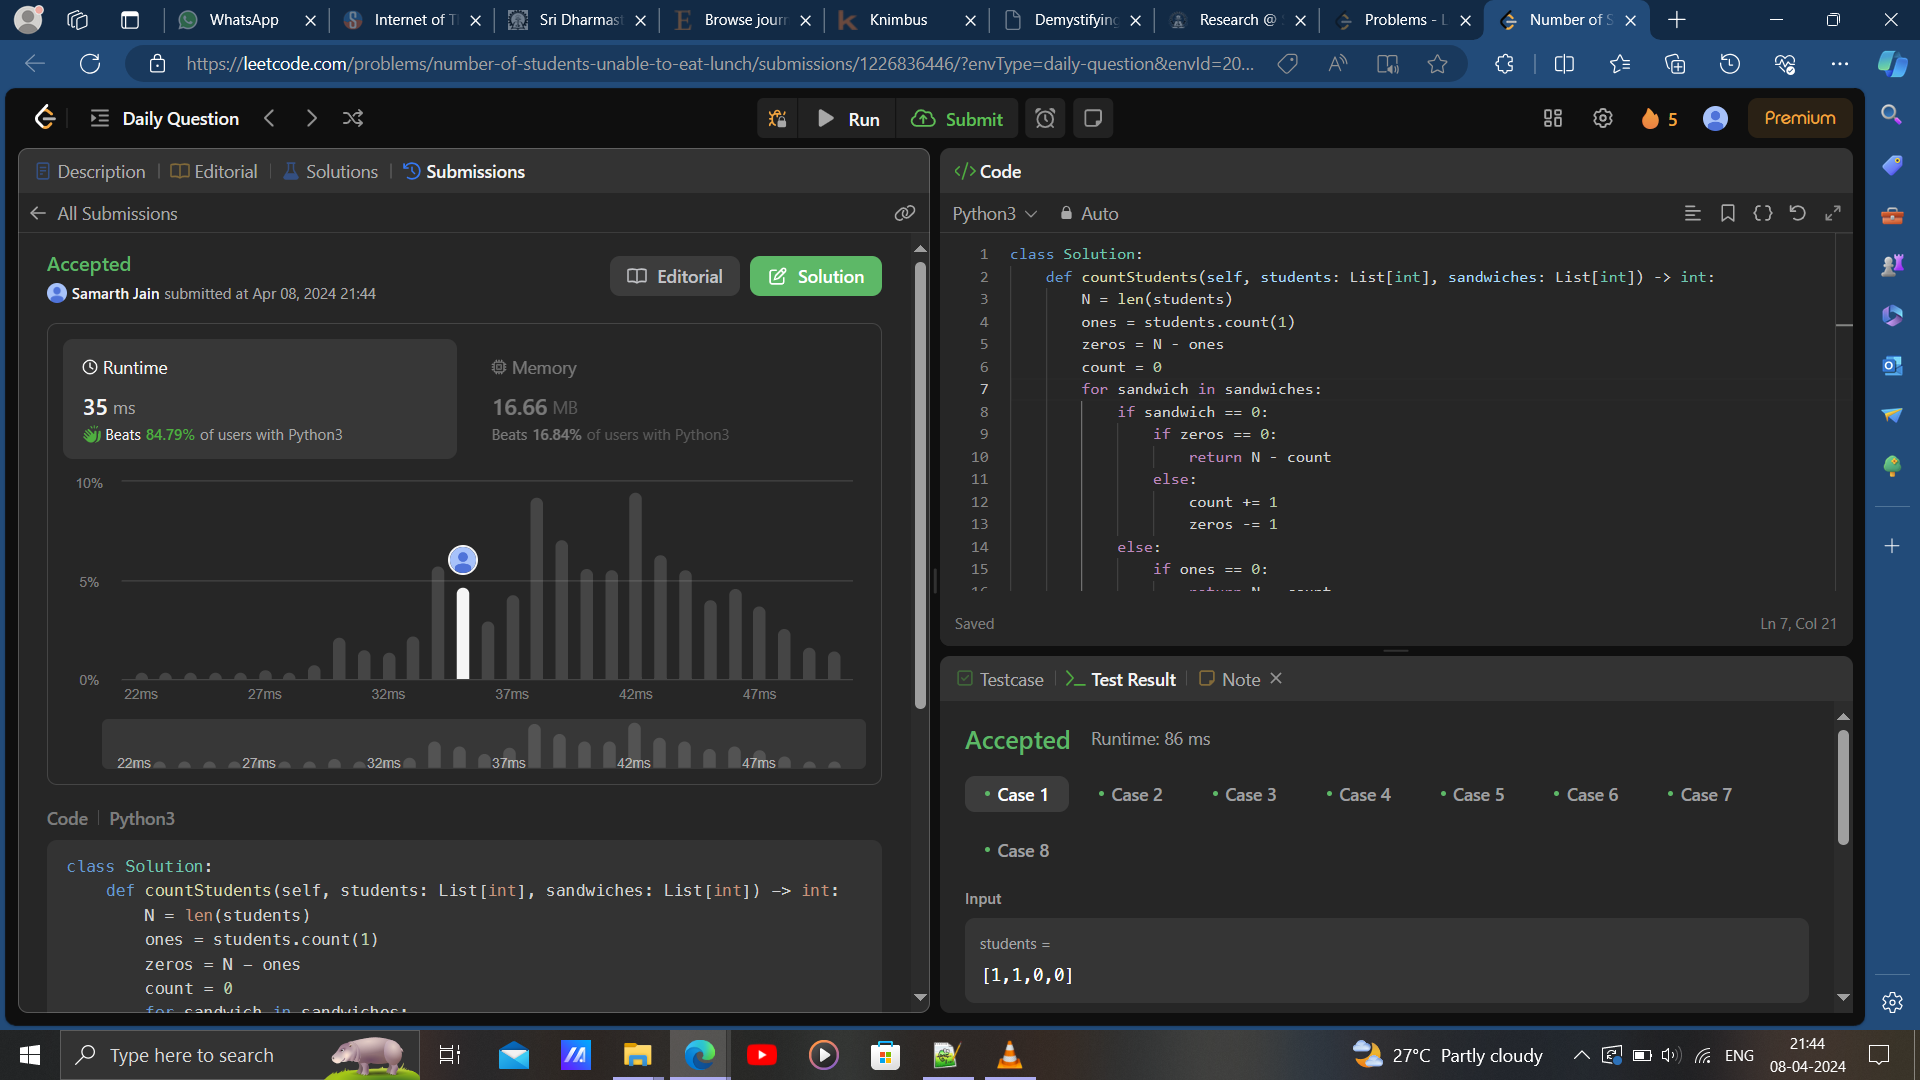 WhatsApp
Internet of T
Sri Dharmast
Browse journ
Knimbus
Demystifying
Research @
Problems - L
Number of S
https://leetcode.com/problems/number-of-students-unable-to-eat-lunch/submissions/1226836446/?envType=daily-question&envId=20...
Daily Question
Run
Submit
5
Premium
Description
Editorial
Solutions
Submissions
All Submissions
Accepted
Samarth Jain submitted at Apr 08, 2024 21:44
Editorial
Solution
Runtime
35 ms
Beats 84.79% of users with Python3
Memory
16.66 MB
Beats 16.84% of users with Python3
10%
5%
0%
22ms 27ms 32ms 37ms 42ms 47ms
22ms 27ms 32ms 37ms 42ms 47ms
Code | Python3
class Solution:
def countStudents(self, students: List[int], sandwiches: List[int]) -> int:
N = len(students)
ones = students.count(1)
zeros = N - ones
count = 0
for sandwich in sandwiches:
</> Code
Python3
Auto
1 class Solution:
2 def countStudents(self, students: List[int], sandwiches: List[int]) -> int:
3 N = len(students)
4 ones = students.count(1)
5 zeros = N - ones
6 count = 0
7 for sandwich in sandwiches:
8 if sandwich == 0:
9 if zeros == 0:
10 return N - count
11 else:
12 count += 1
13 zeros -= 1
14 else:
15 if ones == 0:
16 return N - count
Saved
Ln 7, Col 21
Testcase
Test Result
Note
Accepted Runtime: 86 ms
Case 1
Case 2
Case 3
Case 4
Case 5
Case 6
Case 7
Case 8
Input
students =
[1,1,0,0]
Type here to search
27°C Partly cloudy
ENG
21:44
08-04-2024